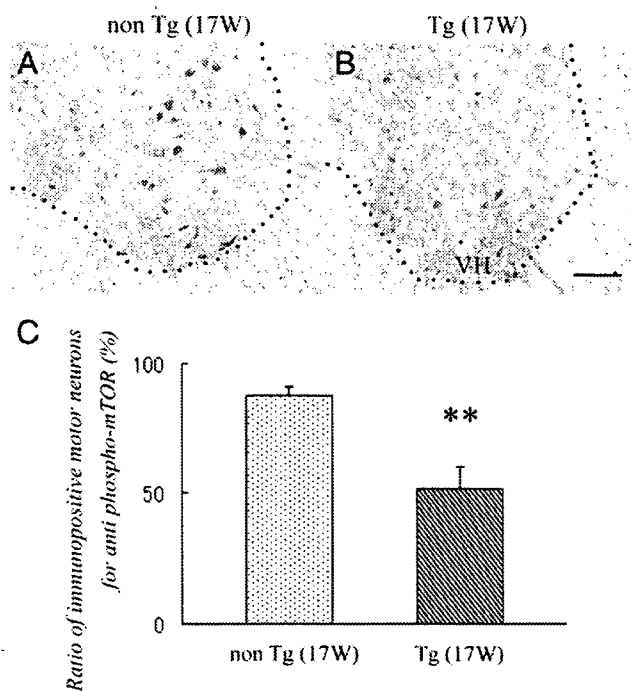 non Tg (17W) Tg (17W)
A B
VH
C
Ratio of immunopositive motor neurons
for anti phospho-mTOR (%)
100
**
50
0
non Tg (17W) Tg (17W)